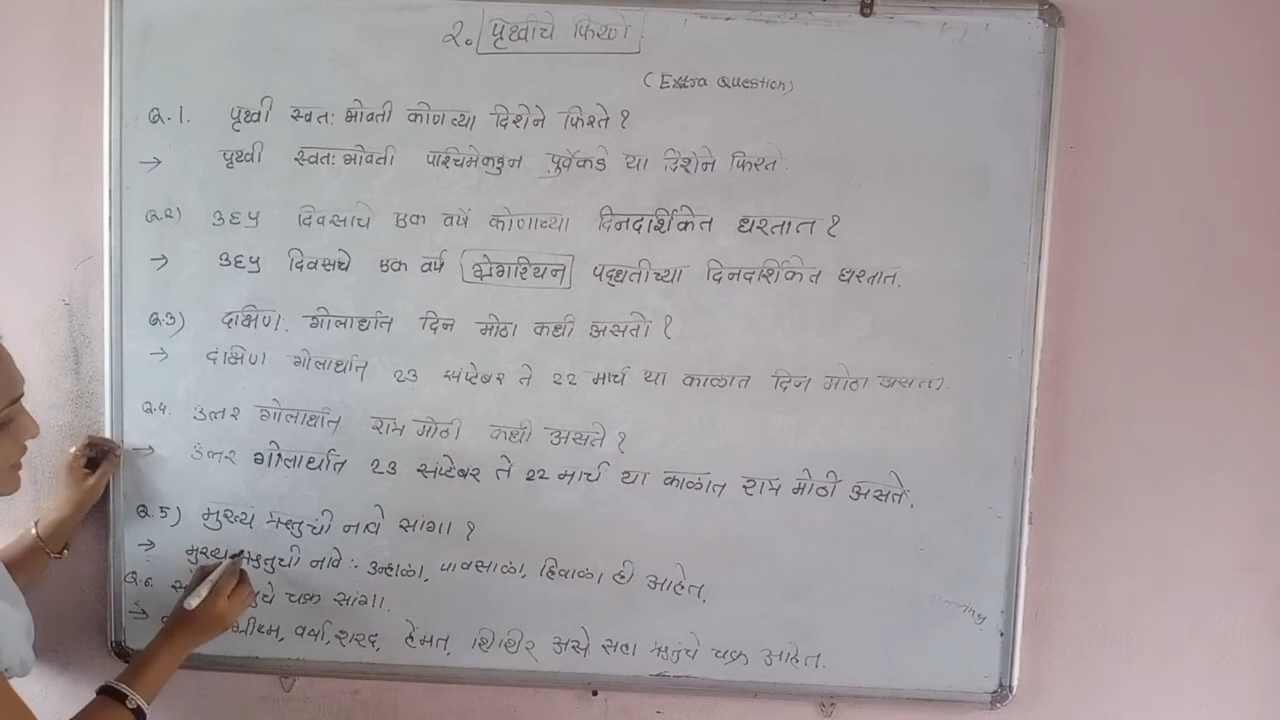 २. पृथ्वीचे फिरणे
(Extra Question)
Q.1. पृथ्वी स्वत: भोवती कोणत्या दिशेने फिरते ?
→ पृथ्वी स्वत: भोवती पश्चिमेकडुन पुर्वेकडे या दिशेने फिरते.
Q.2) ३६५ दिवसाचे एक वर्षे कोणाच्या दिनदर्शिकेत धरतात ?
→ ३६५ दिवसचे एक वर्ष ग्रेगरियन पद्धतीच्या दिनदर्शिकेत धरतात.
Q.3) दक्षिण. गोलार्धात दिन मोठा कधी असतो ?
→ दक्षिण गोलार्धात २३ सप्टेंबर ते २२ मार्च या काळात दिन मोठा असतो.
Q.4. उत्तर गोलार्धात रात्र मोठी कधी असते ?
→ उत्तर गोलार्धात २३ सप्टेंबर ते २२ मार्च या काळात रात्र मोठी असते.
Q.5) मुख्य ऋतुची नावे सांगा ?
→ मुख्य ऋतुची नावे :- उन्हाळा, पावसाळा, हिवाळा ही आहेत.
Q.6. चक्र सांगा.
→ ग्रीष्म, वर्षा, शरद, हेमंत, शिशिर असे सहा ऋतुंचे चक्र आहेत.